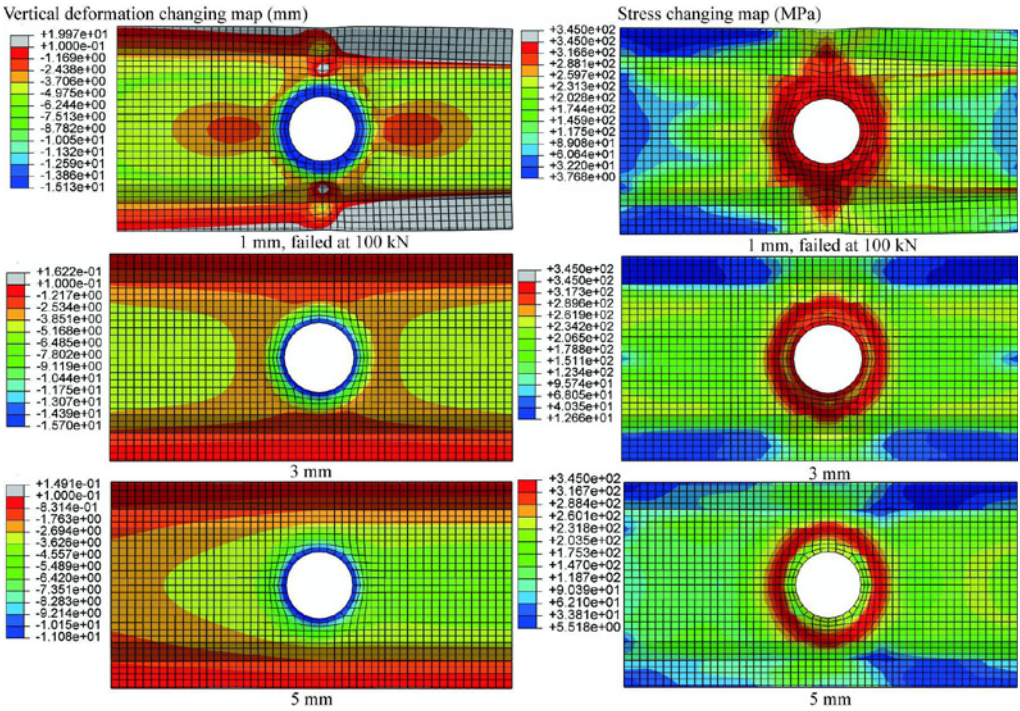 Vertical deformation changing map (mm)
Stress changing map (MPa)
+1.997e+01
+1.000e-01
-1.169e+00
-2.438e+00
-3.706e+00
-4.975e+00
-6.244e+00
-7.513e+00
-8.782e+00
-1.005e+01
-1.132e+01
-1.259e+01
-1.386e+01
-1.513e+01
+3.450e+02
+3.450e+02
+3.166e+02
+2.881e+02
+2.597e+02
+2.313e+02
+2.028e+02
+1.744e+02
+1.459e+02
+1.175e+02
+8.908e+01
+6.064e+01
+3.220e+01
+3.768e+00
1 mm, failed at 100 kN
1 mm, failed at 100 kN
+1.622e-01
+1.000e-01
-1.217e+00
-2.534e+00
-3.851e+00
-5.168e+00
-6.485e+00
-7.802e+00
-9.119e+00
-1.044e+01
-1.175e+01
-1.307e+01
-1.439e+01
-1.570e+01
+3.450e+02
+3.450e+02
+3.173e+02
+2.896e+02
+2.619e+02
+2.342e+02
+2.065e+02
+1.788e+02
+1.511e+02
+1.234e+02
+9.574e+01
+6.805e+01
+4.035e+01
+1.266e+01
3 mm
3 mm
+1.491e-01
+1.000e-01
-8.314e-01
-1.763e+00
-2.694e+00
-3.626e+00
-4.557e+00
-5.489e+00
-6.420e+00
-7.351e+00
-8.283e+00
-9.214e+00
-1.015e+01
-1.108e+01
+3.450e+02
+3.167e+02
+2.884e+02
+2.601e+02
+2.318e+02
+2.035e+02
+1.753e+02
+1.470e+02
+1.187e+02
+9.039e+01
+6.210e+01
+3.381e+01
+5.518e+00
5 mm
5 mm